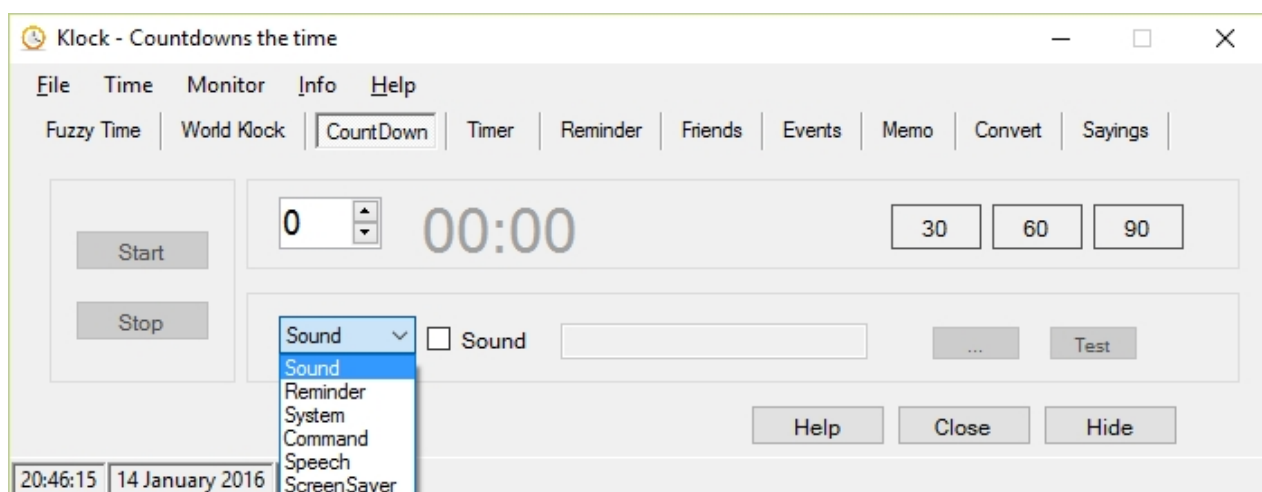 Klock - Countdowns the time
File Time Monitor Info Help
Fuzzy Time World Klock CountDown Timer Reminder Friends Events Memo Convert Sayings
0 00:00 30 60 90
Start
Stop
Sound Sound ... Test
Sound
Reminder
System
Command
Speech
ScreenSaver
Help Close Hide
20:46:15 14 January 2016